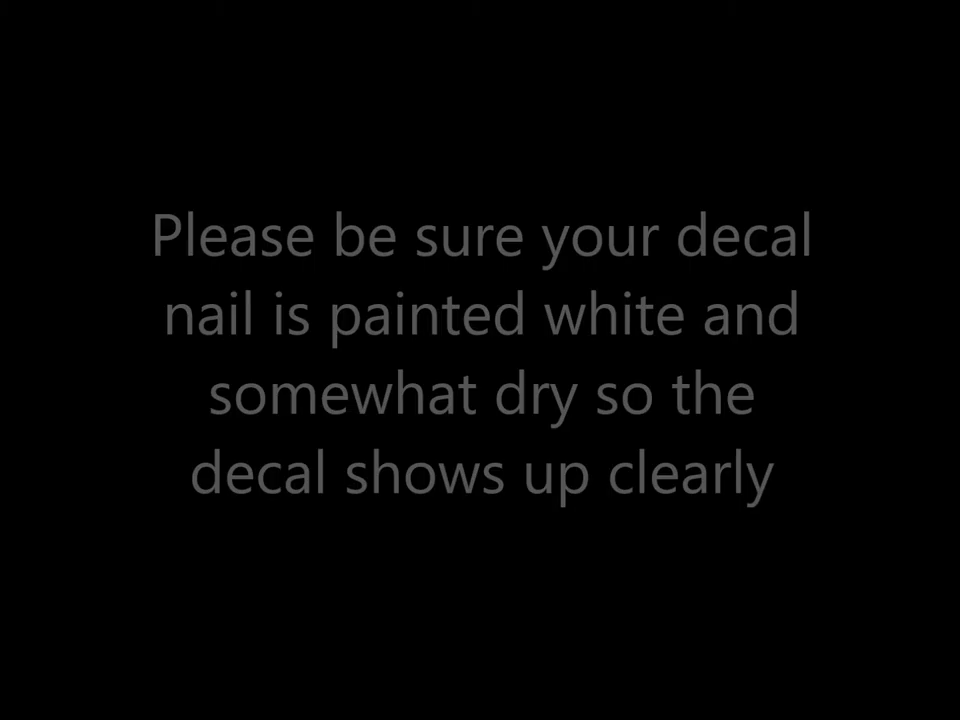 Please be sure your decal
nail is painted white and
somewhat dry so the
decal shows up clearly